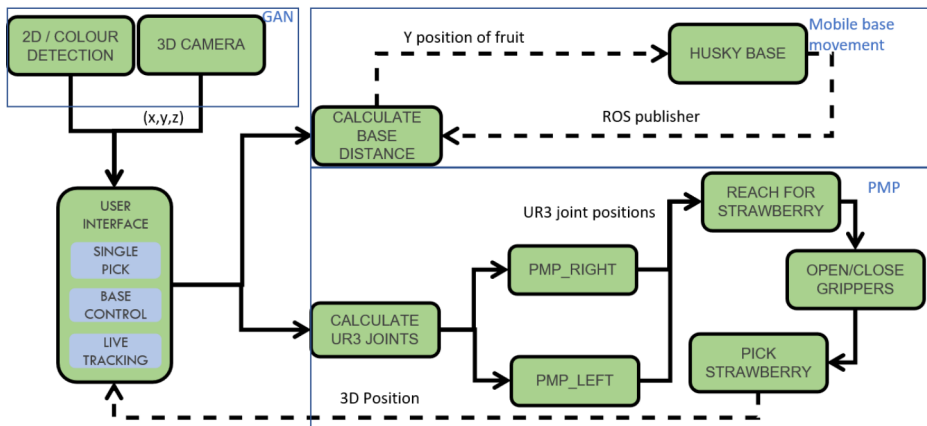 GAN
2D / COLOUR
DETECTION
3D CAMERA
(x,y,z)
USER
INTERFACE
SINGLE
PICK
BASE
CONTROL
LIVE
TRACKING
Mobile base
movement
Y position of fruit
HUSKY BASE
ROS publisher
CALCULATE
BASE
DISTANCE
PMP
REACH FOR
STRAWBERRY
UR3 joint positions
PMP_RIGHT
OPEN/CLOSE
GRIPPERS
CALCULATE
UR3 JOINTS
PMP_LEFT
PICK
STRAWBERRY
3D Position